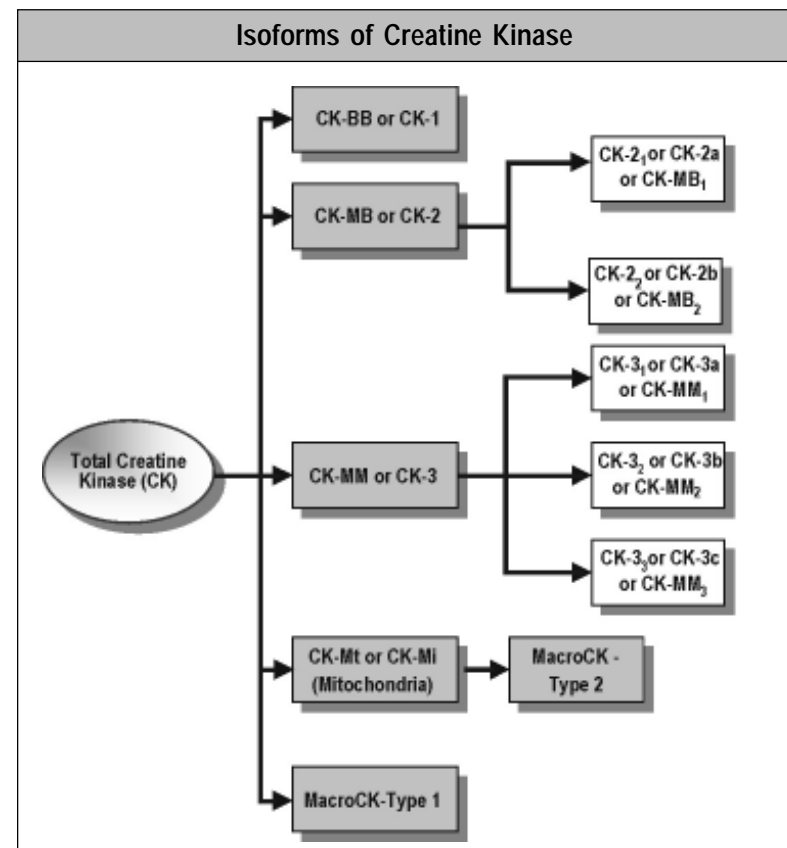 Isoforms of Creatine Kinase
CK-BB or CK-1
CK-2₁ or CK-2a
or CK-MB₁
CK-MB or CK-2
CK-2₂ or CK-2b
or CK-MB₂
CK-3₁ or CK-3a
or CK-MM₁
Total Creatine
Kinase (CK)
CK-MM or CK-3
CK-3₂ or CK-3b
or CK-MM₂
CK-3₃ or CK-3c
or CK-MM₃
CK-Mt or CK-Mi
(Mitochondria)
MacroCK -
Type 2
MacroCK-Type 1